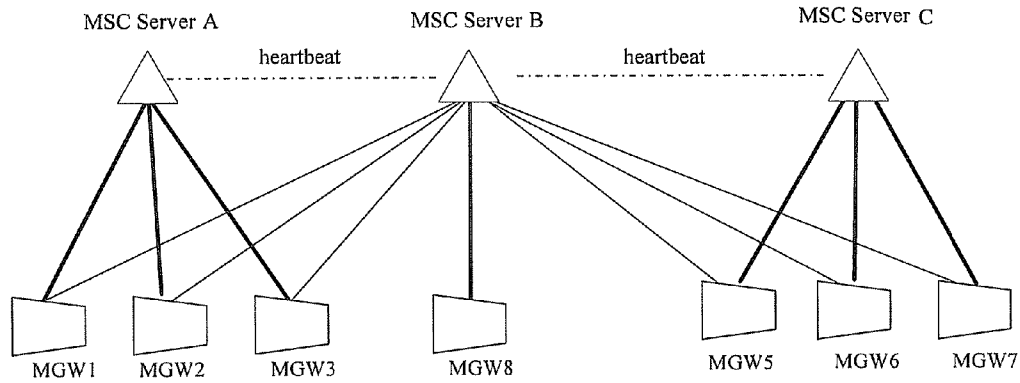 MSC Server A
MSC Server B
MSC Server C
heartbeat
heartbeat
MGW1
MGW2
MGW3
MGW8
MGW5
MGW6
MGW7